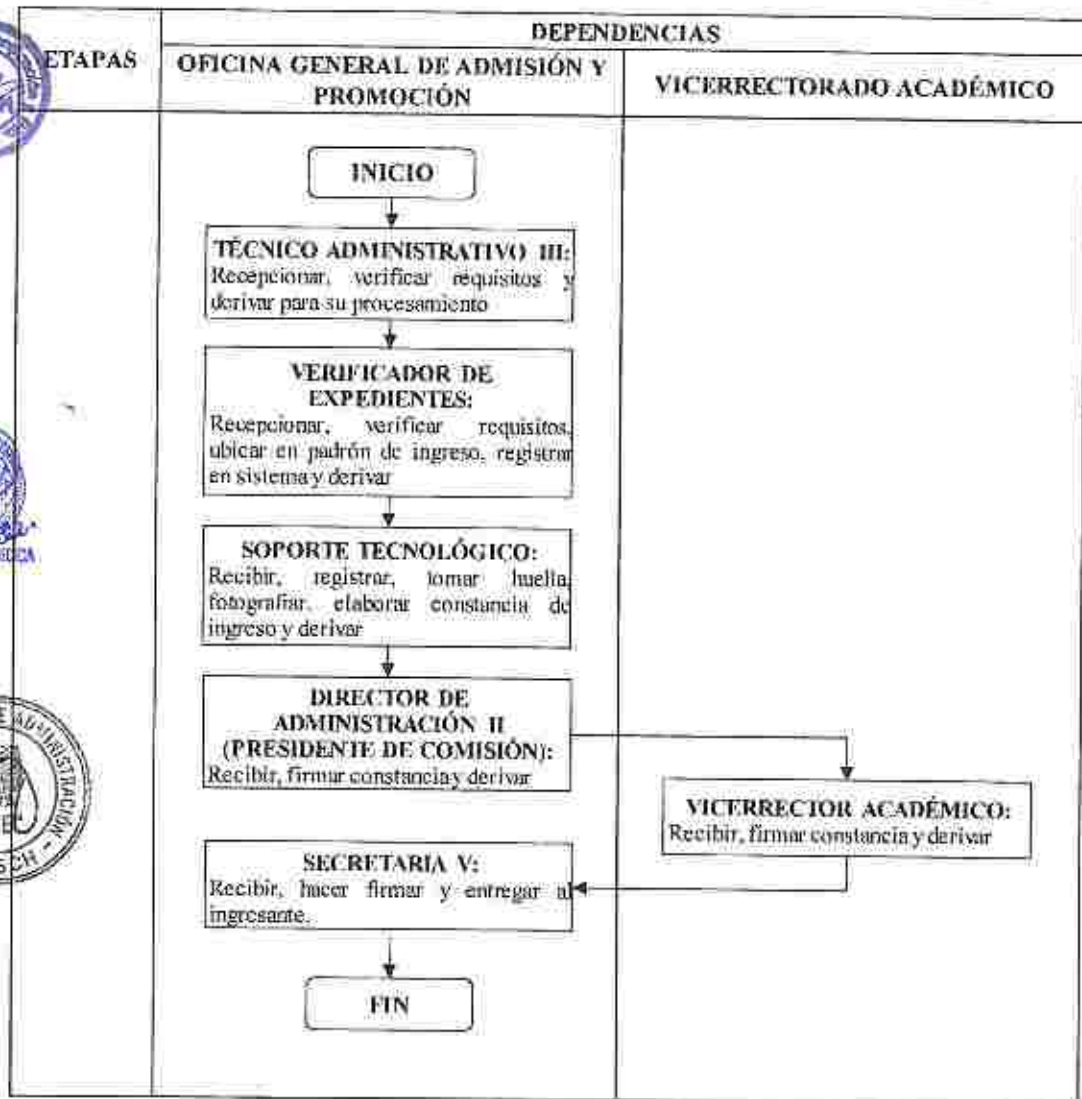 DEPENDENCIAS
ETAPAS
OFICINA GENERAL DE ADMISIÓN Y
PROMOCIÓN
VICERRECTORADO ACADÉMICO
INICIO
TÉCNICO ADMINISTRATIVO III:
Recepcionar, verificar requisitos y
derivar para su procesamiento
VERIFICADOR DE
EXPEDIENTES:
Recepcionar, verificar requisitos,
ubicar en padrón de ingreso, registrar
en sistema y derivar
SOPORTE TECNOLÓGICO:
Recibir, registrar, tomar huella,
fotografiar, elaborar constancia de
ingreso y derivar
DIRECTOR DE
ADMINISTRACIÓN II
(PRESIDENTE DE COMISIÓN):
Recibir, firmar constancia y derivar
VICERRECTOR ACADÉMICO:
Recibir, firmar constancia y derivar
SECRETARIA V:
Recibir, hacer firmar y entregar al
ingresante.
FIN
ADMINISTRACIÓN